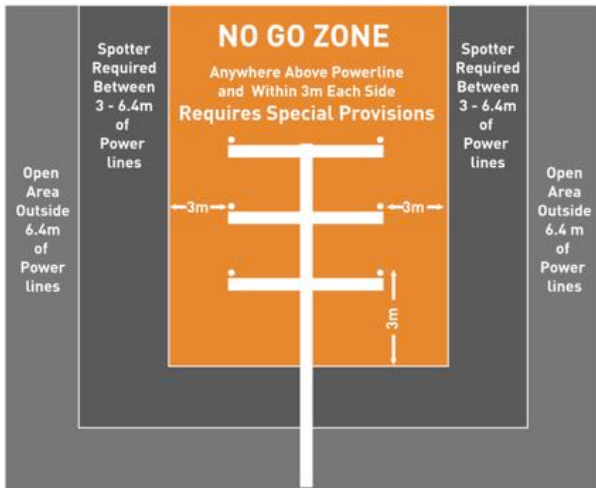 NO GO ZONE
Anywhere Above Powerline
and Within 3m Each Side
Requires Special Provisions
Spotter
Required
Between
3 - 6.4m
of
Power
lines
Spotter
Required
Between
3 - 6.4m
of
Power
lines
Open
Area
Outside
6.4m
of
Power
lines
Open
Area
Outside
6.4 m
of
Power
lines
3m
3m
3m